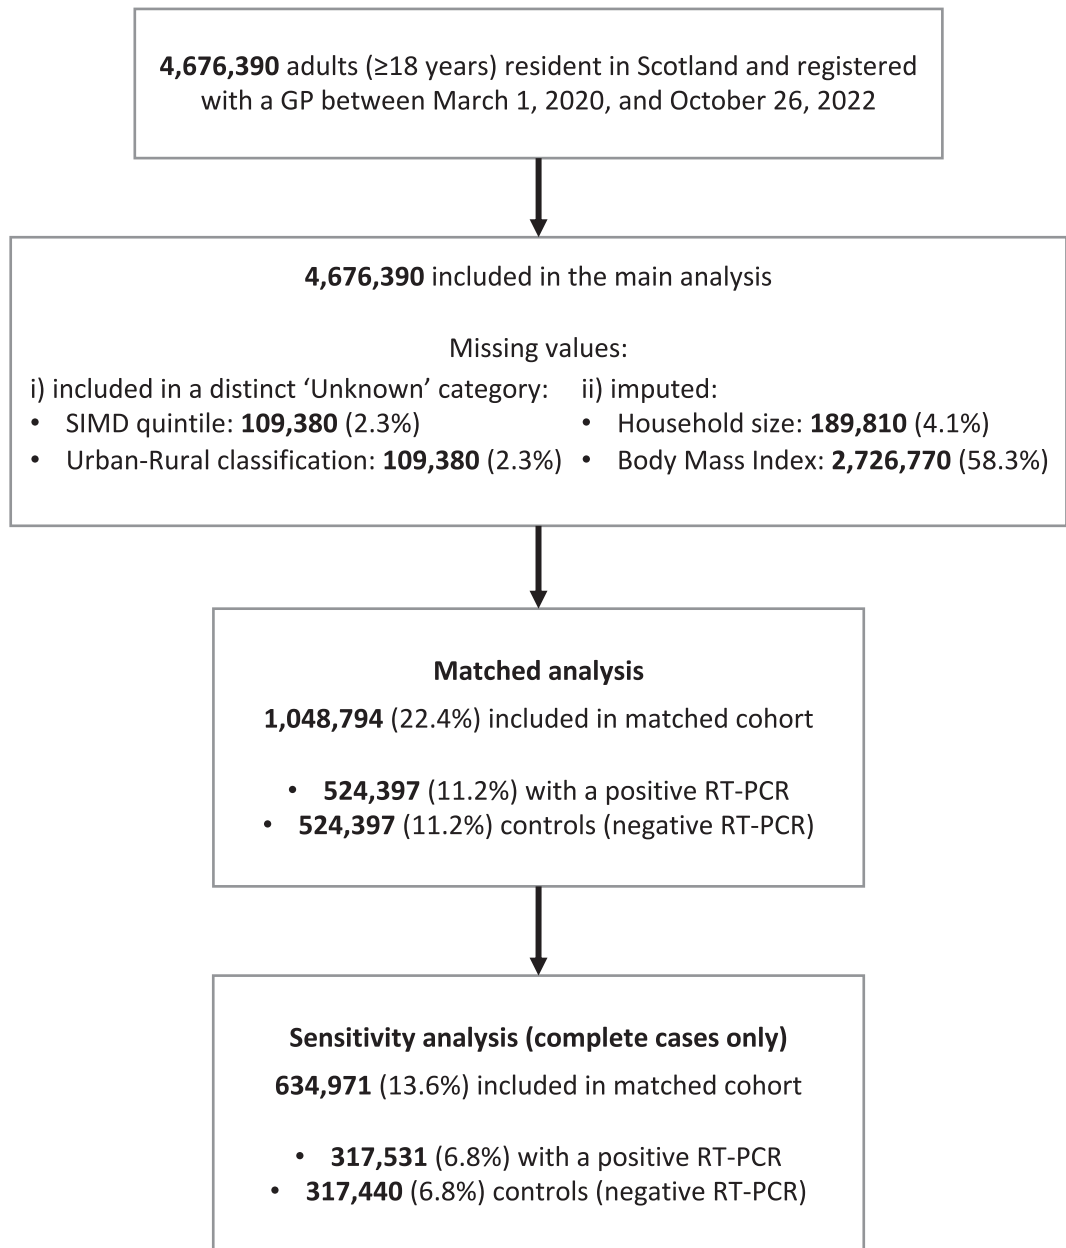 4,676,390 adults (≥18 years) resident in Scotland and registered
with a GP between March 1, 2020, and October 26, 2022
4,676,390 included in the main analysis
Missing values:
i) included in a distinct ‘Unknown’ category:
• SIMD quintile: 109,380 (2.3%)
• Urban-Rural classification: 109,380 (2.3%)
ii) imputed:
• Household size: 189,810 (4.1%)
• Body Mass Index: 2,726,770 (58.3%)
Matched analysis
1,048,794 (22.4%) included in matched cohort
• 524,397 (11.2%) with a positive RT-PCR
• 524,397 (11.2%) controls (negative RT-PCR)
Sensitivity analysis (complete cases only)
634,971 (13.6%) included in matched cohort
• 317,531 (6.8%) with a positive RT-PCR
• 317,440 (6.8%) controls (negative RT-PCR)